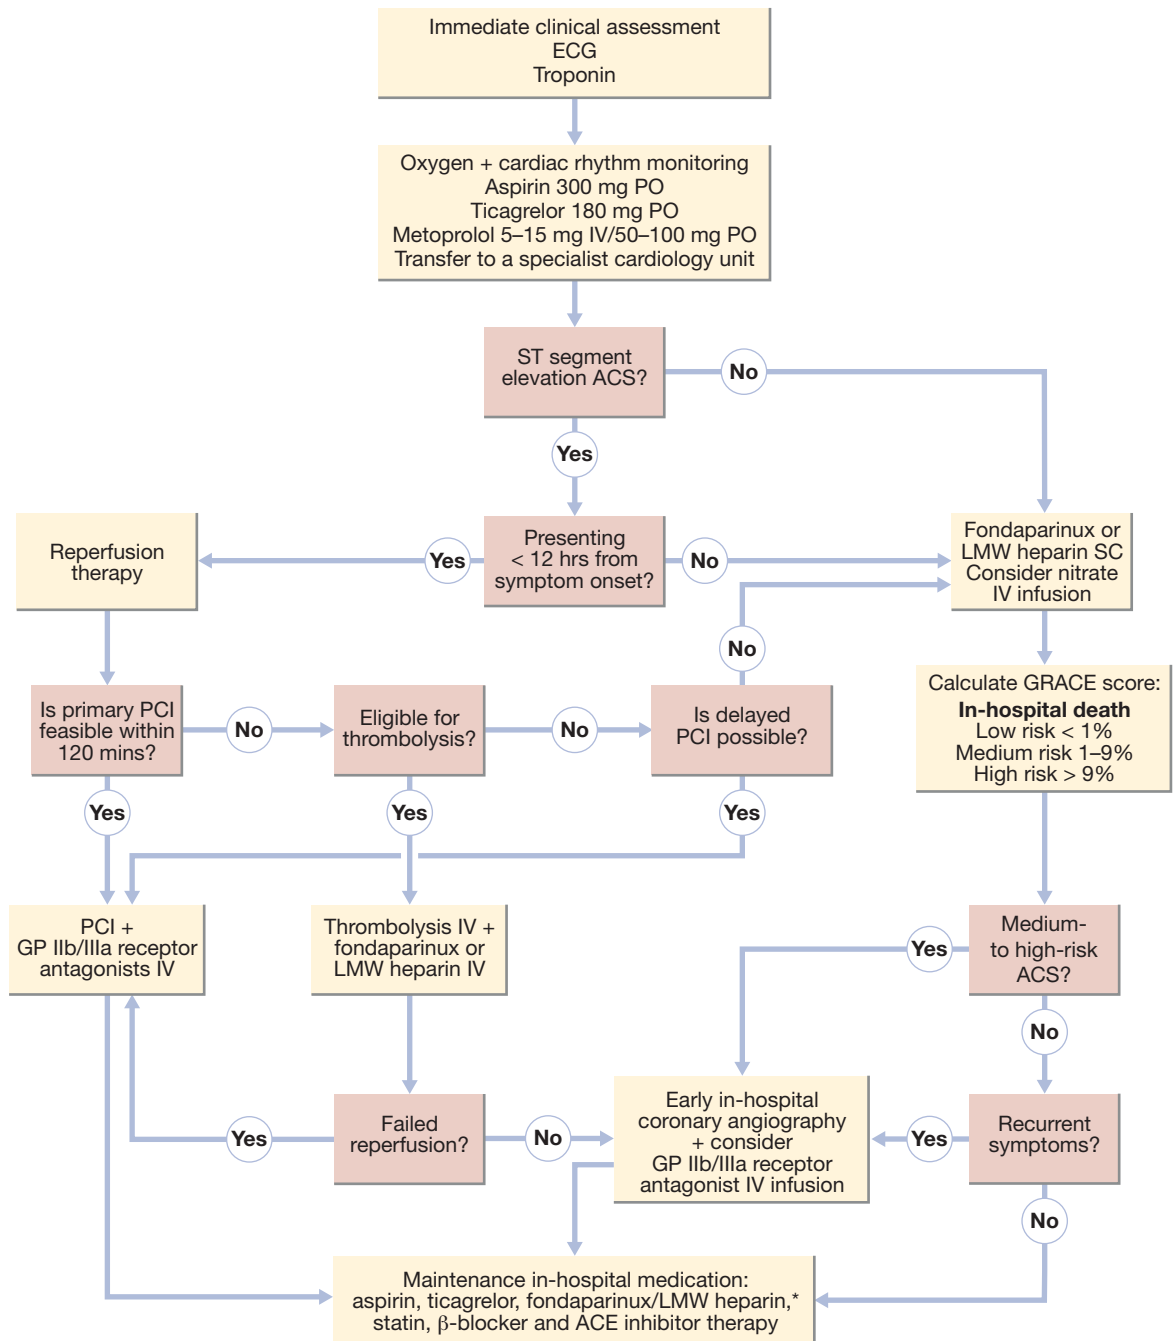 Immediate clinical assessment
ECG
Troponin
Oxygen + cardiac rhythm monitoring
Aspirin 300 mg PO
Ticagrelor 180 mg PO
Metoprolol 5–15 mg IV/50–100 mg PO
Transfer to a specialist cardiology unit
ST segment
elevation ACS?
No
Yes
Reperfusion
therapy
Yes
Presenting
< 12 hrs from
symptom onset?
No
Fondaparinux or
LMW heparin SC
Consider nitrate
IV infusion
No
Is primary PCI
feasible within
120 mins?
No
Eligible for
thrombolysis?
No
Is delayed
PCI possible?
Calculate GRACE score:
In-hospital death
Low risk < 1%
Medium risk 1–9%
High risk > 9%
Yes
Yes
Yes
PCI +
GP IIb/IIIa receptor
antagonists IV
Thrombolysis IV +
fondaparinux or
LMW heparin IV
Yes
Medium-
to high-risk
ACS?
No
Yes
Failed
reperfusion?
No
Early in-hospital
coronary angiography
+ consider
GP IIb/IIIa receptor
antagonist IV infusion
Yes
Recurrent
symptoms?
No
Maintenance in-hospital medication:
aspirin, ticagrelor, fondaparinux/LMW heparin,*
statin, β-blocker and ACE inhibitor therapy